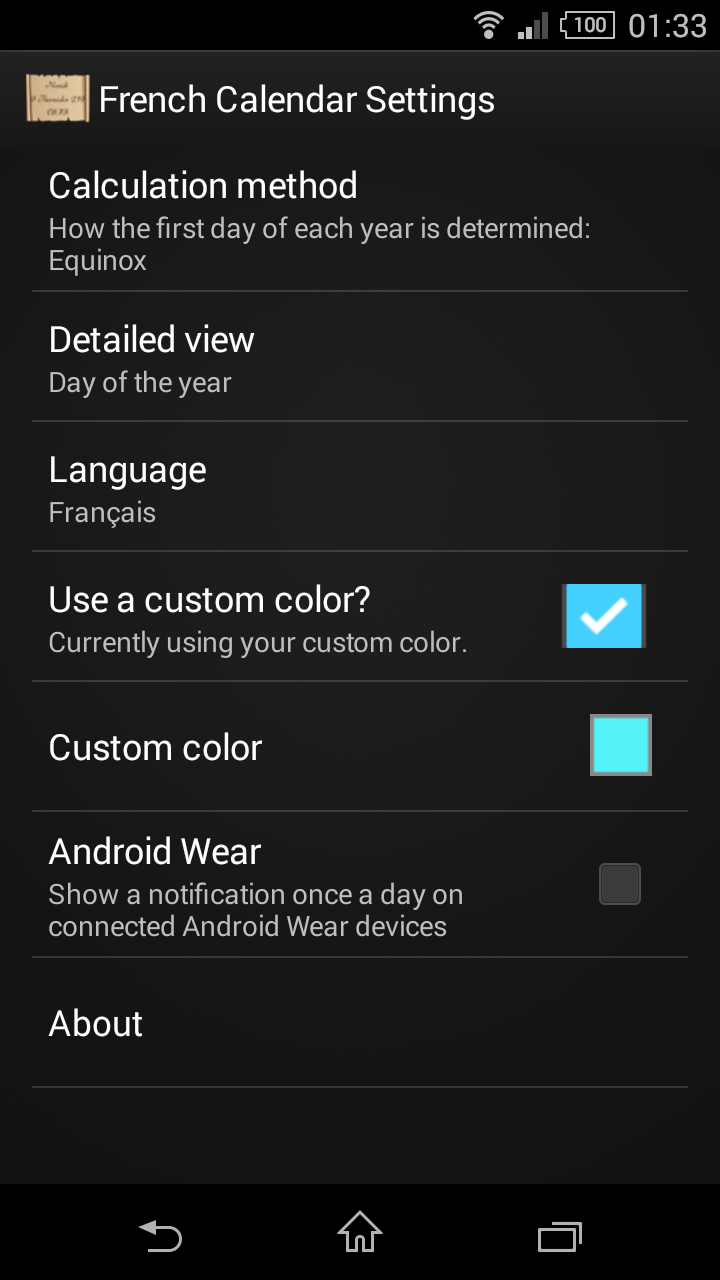 100 01:33
French Calendar Settings
Calculation method
How the first day of each year is determined:
Equinox
Detailed view
Day of the year
Language
Français
Use a custom color?
Currently using your custom color.
Custom color
Android Wear
Show a notification once a day on
connected Android Wear devices
About